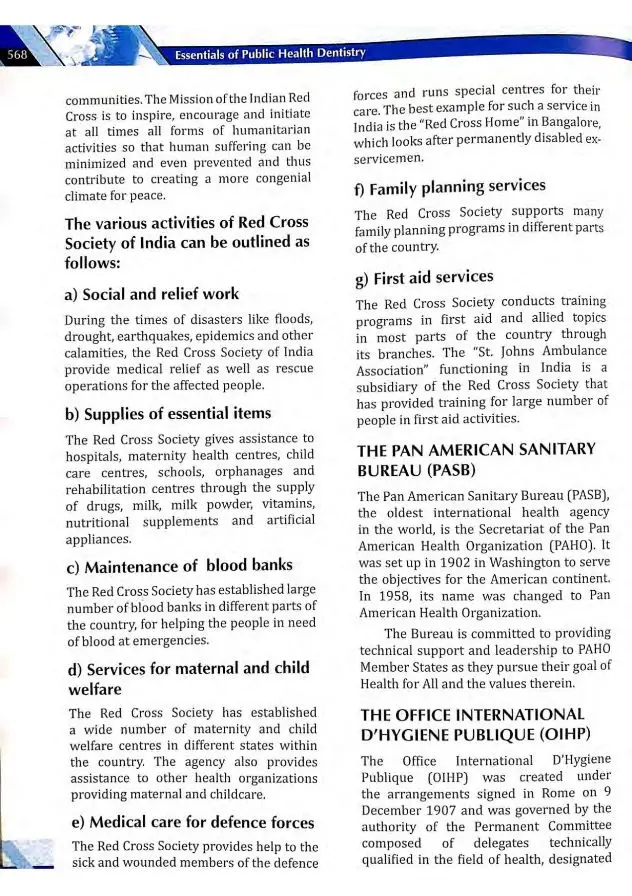 568
Essentials of Public Health Dentistry
communities. The Mission of the Indian Red
Cross is to inspire, encourage and initiate
at all times all forms of humanitarian
activities so that human suffering can be
minimized and even prevented and thus
contribute to creating a more congenial
climate for peace.
The various activities of Red Cross
Society of India can be outlined as
follows:
a) Social and relief work
During the times of disasters like floods,
drought, earthquakes, epidemics and other
calamities, the Red Cross Society of India
provide medical relief as well as rescue
operations for the affected people.
b) Supplies of essential items
The Red Cross Society gives assistance to
hospitals, maternity health centres, child
care centres, schools, orphanages and
rehabilitation centres through the supply
of drugs, milk, milk powder, vitamins,
nutritional supplements and artificial
appliances.
c) Maintenance of blood banks
The Red Cross Society has established large
number of blood banks in different parts of
the country, for helping the people in need
of blood at emergencies.
d) Services for maternal and child
welfare
The Red Cross Society has established
a wide number of maternity and child
welfare centres in different states within
the country. The agency also provides
assistance to other health organizations
providing maternal and childcare.
e) Medical care for defence forces
The Red Cross Society provides help to the
sick and wounded members of the defence
forces and runs special centres for their
care. The best example for such a service in
India is the "Red Cross Home" in Bangalore,
which looks after permanently disabled ex-
servicemen.
f) Family planning services
The Red Cross Society supports many
family planning programs in different parts
of the country.
g) First aid services
The Red Cross Society conducts training
programs in first aid and allied topics
in most parts of the country through
its branches. The "St. Johns Ambulance
Association" functioning in India is a
subsidiary of the Red Cross Society that
has provided training for large number of
people in first aid activities.
THE PAN AMERICAN SANITARY
BUREAU (PASB)
The Pan American Sanitary Bureau (PASB),
the oldest international health agency
in the world, is the Secretariat of the Pan
American Health Organization (PAHO). It
was set up in 1902 in Washington to serve
the objectives for the American continent.
In 1958, its name was changed to Pan
American Health Organization.
The Bureau is committed to providing
technical support and leadership to PAHO
Member States as they pursue their goal of
Health for All and the values therein.
THE OFFICE INTERNATIONAL
D'HYGIENE PUBLIQUE (OIHP)
The Office International D'Hygiene
Publique (OIHP) was created under
the arrangements signed in Rome on 9
December 1907 and was governed by the
authority of the Permanent Committee
composed of delegates technically
qualified in the field of health, designated